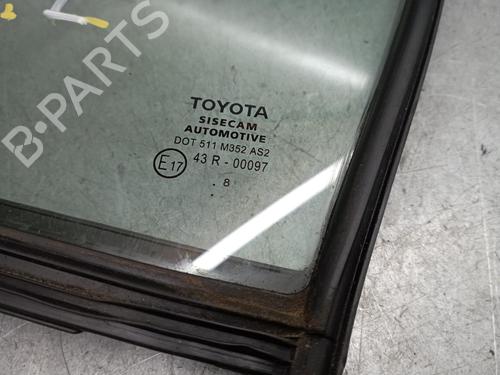 B-PARTS
TOYOTA
SISECAM
AUTOMOTIVE
DOT 511 M352 AS2
E17 43 R - 00097
. 8